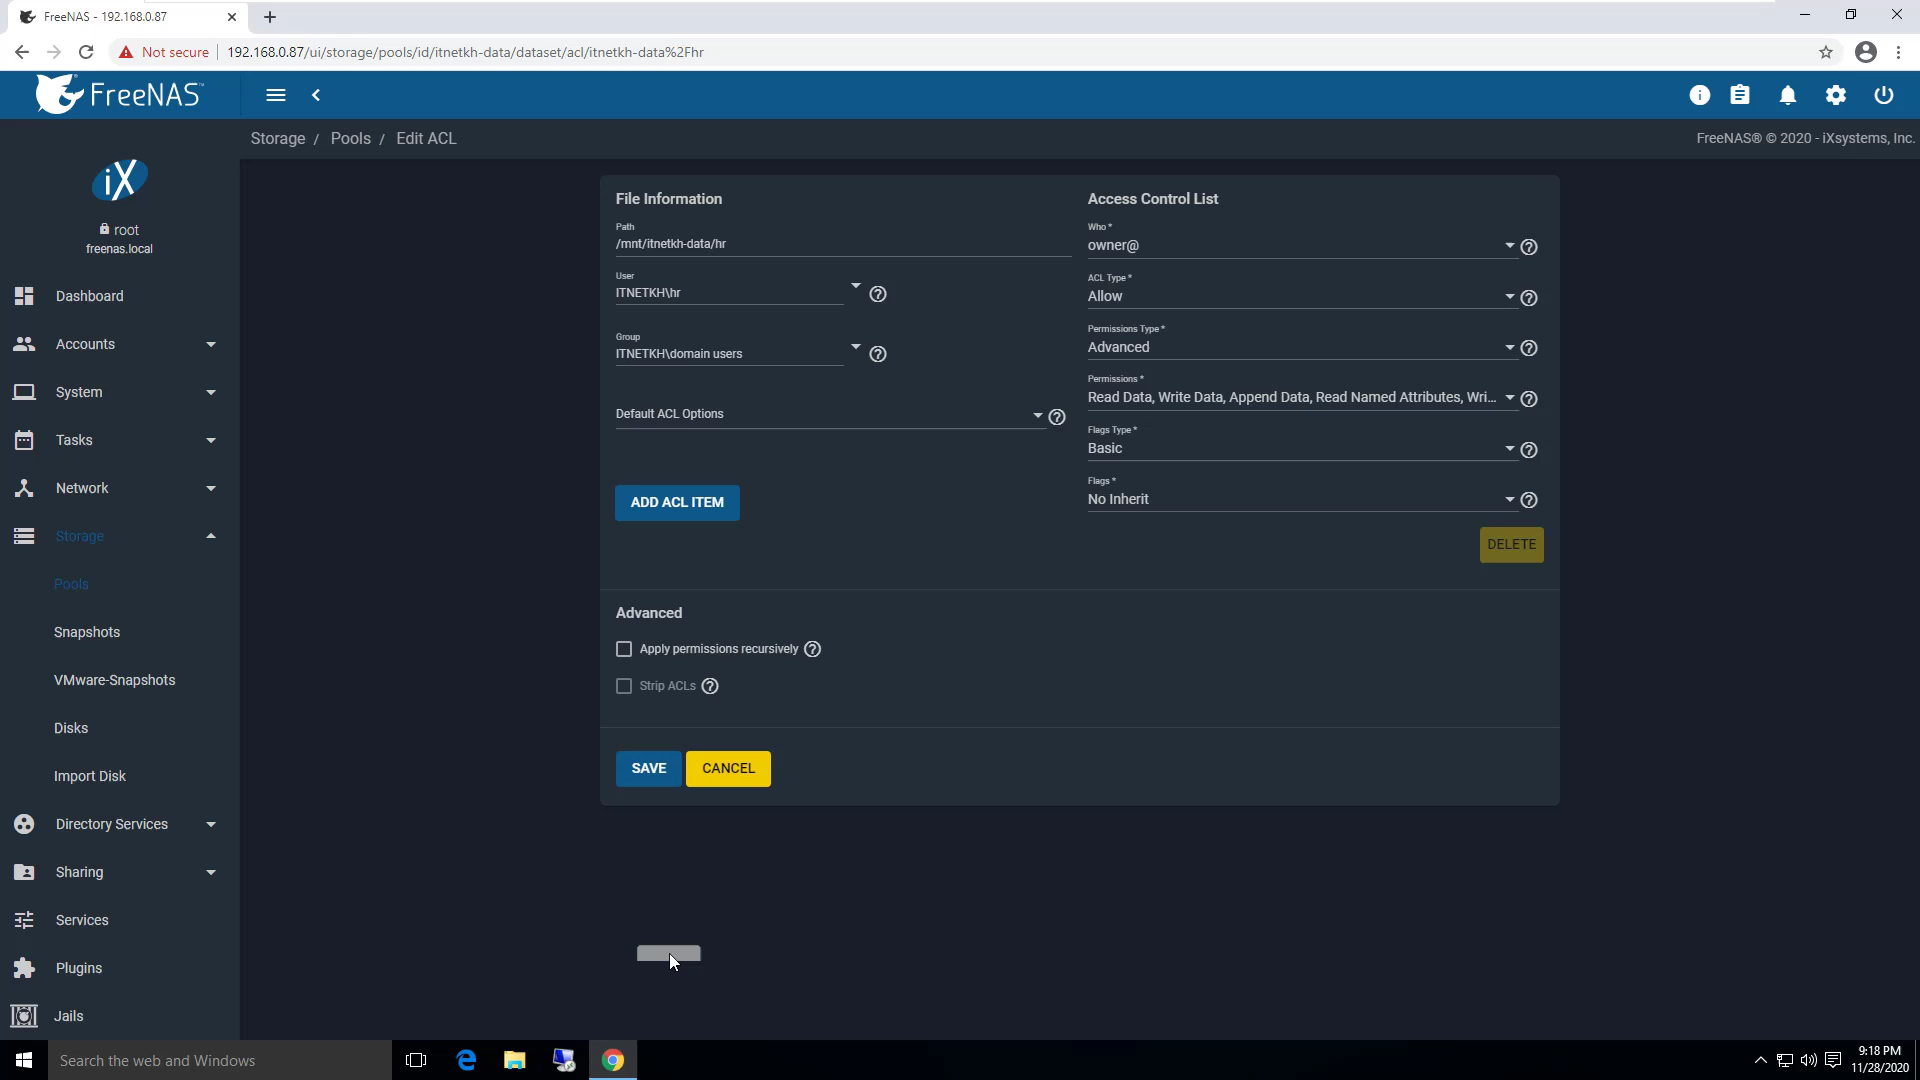 FreeNAS - 192.168.0.87
Not secure
192.168.0.87/ui/storage/pools/id/itnetkh-data/dataset/acl/itnetkh-data%2Fhr
FreeNAS™
Storage / Pools / Edit ACL
FreeNAS® © 2020 - iXsystems, Inc.
iX
root
freenas.local
Dashboard
Accounts
System
Tasks
Network
Storage
Pools
Snapshots
VMware-Snapshots
Disks
Import Disk
Directory Services
Sharing
Services
Plugins
Jails
File Information
Path
/mnt/itnetkh-data/hr
User
ITNETKH\hr
Group
ITNETKH\domain users
Default ACL Options
ADD ACL ITEM
Access Control List
Who *
owner@
ACL Type *
Allow
Permissions Type *
Advanced
Permissions *
Read Data, Write Data, Append Data, Read Named Attributes, Wri...
Flags Type *
Basic
Flags *
No Inherit
DELETE
Advanced
Apply permissions recursively
Strip ACLs
SAVE
CANCEL
Search the web and Windows
9:18 PM
11/28/2020